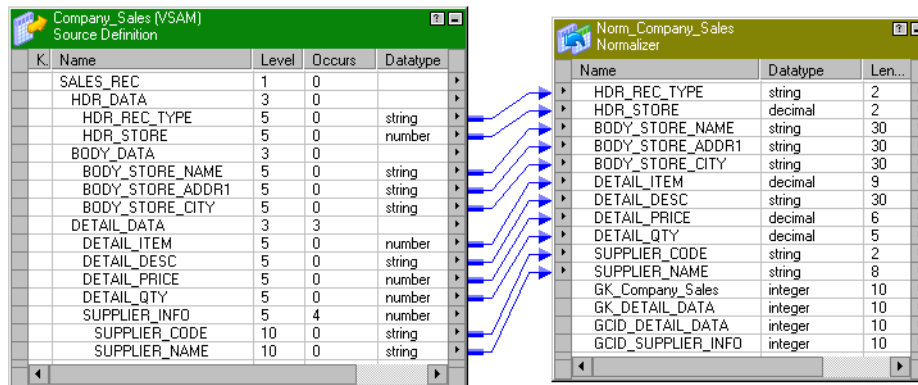 Company_Sales (VSAM)
Source Definition
K. Name Level Occurs Datatype
SALES_REC 1 0
HDR_DATA 3 0
HDR_REC_TYPE 5 0 string
HDR_STORE 5 0 number
BODY_DATA 3 0
BODY_STORE_NAME 5 0 string
BODY_STORE_ADDR1 5 0 string
BODY_STORE_CITY 5 0 string
DETAIL_DATA 3 3
DETAIL_ITEM 5 0 number
DETAIL_DESC 5 0 string
DETAIL_PRICE 5 0 number
DETAIL_QTY 5 0 number
SUPPLIER_INFO 5 4 number
SUPPLIER_CODE 10 0 string
SUPPLIER_NAME 10 0 string
Norm_Company_Sales
Normalizer
Name Datatype Len...
HDR_REC_TYPE string 2
HDR_STORE decimal 2
BODY_STORE_NAME string 30
BODY_STORE_ADDR1 string 30
BODY_STORE_CITY string 30
DETAIL_ITEM decimal 9
DETAIL_DESC string 30
DETAIL_PRICE decimal 6
DETAIL_QTY decimal 5
SUPPLIER_CODE string 2
SUPPLIER_NAME string 8
GK_Company_Sales integer 10
GK_DETAIL_DATA integer 10
GCID_DETAIL_DATA integer 10
GCID_SUPPLIER_INFO integer 10